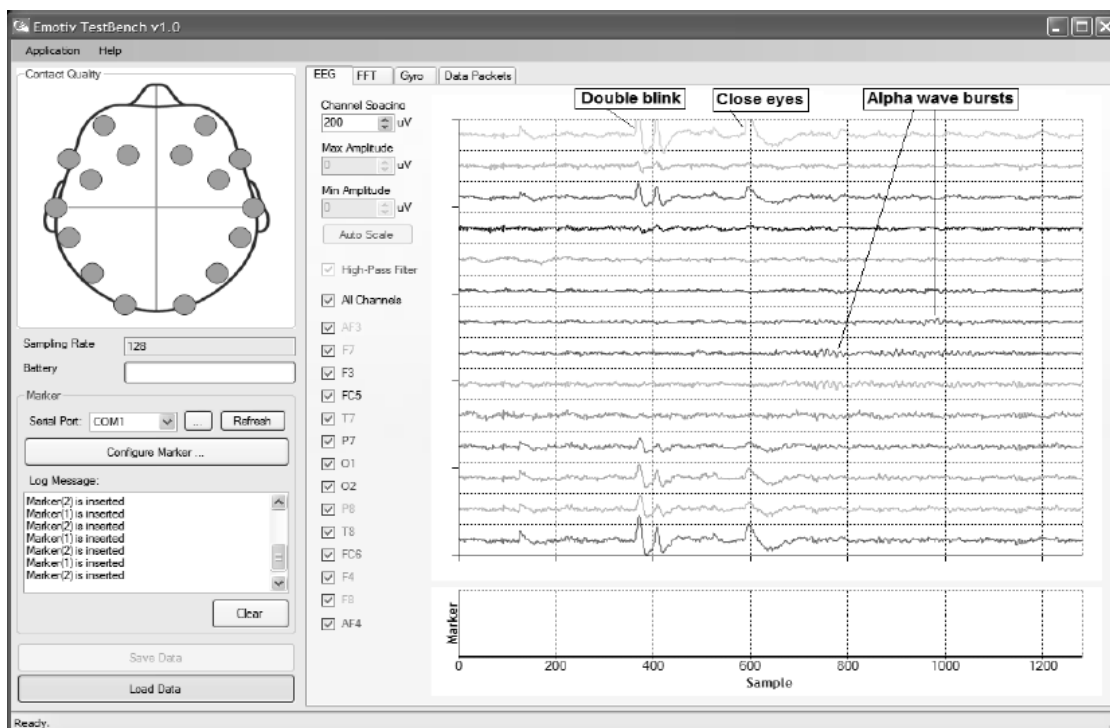 Emotiv TestBench v1.0
Application Help
Contact Quality
Sampling Rate 128
Battery
Marker
Serial Port: COM1 ... Refresh
Configure Marker ...
Log Message:
Marker(2) is inserted
Marker(1) is inserted
Marker(2) is inserted
Marker(1) is inserted
Marker(2) is inserted
Marker(1) is inserted
Marker(2) is inserted
Clear
Save Data
Load Data
EEG FFT Gyro Data Packets
Channel Spacing
200 uV
Max Amplitude
0 uV
Min Amplitude
0 uV
Auto Scale
High-Pass Filter
All Channels
AF3
F7
F3
FC5
T7
P7
O1
O2
P8
T8
FC6
F4
F8
AF4
Double blink Close eyes Alpha wave bursts
Marker
0 200 400 600 800 1000 1200
Sample
Ready.